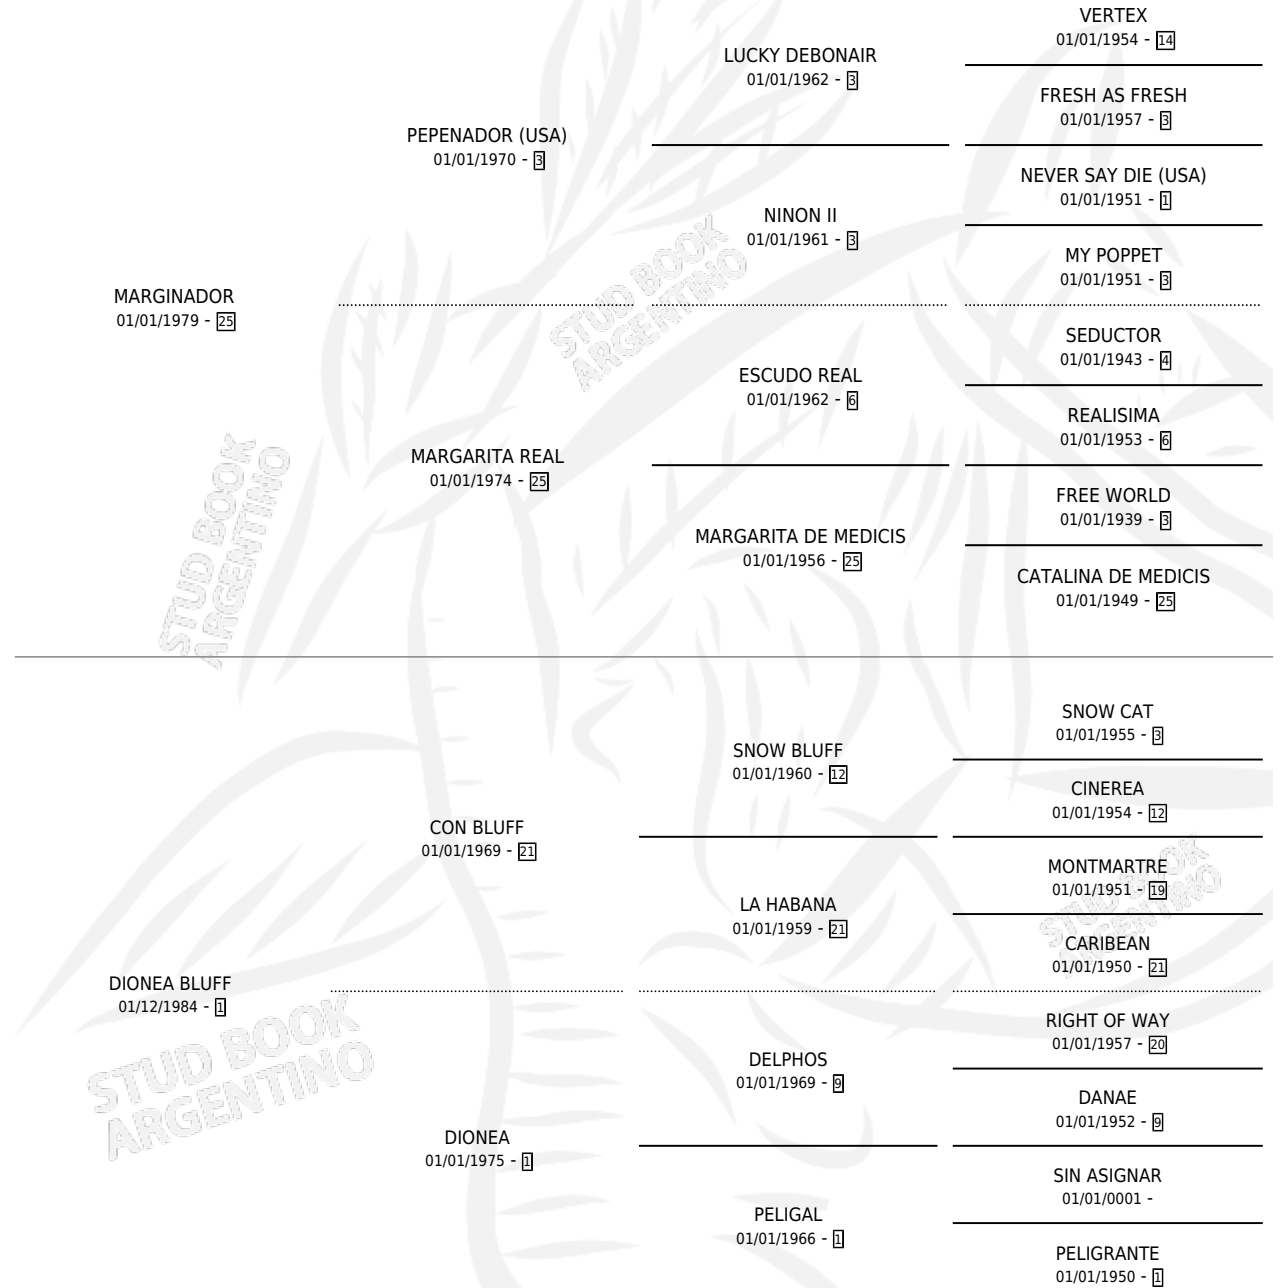 VERTEX
01/01/1954 - 14
LUCKY DEBONAIR
01/01/1962 - 3
FRESH AS FRESH
01/01/1957 - 3
PEPENADOR (USA)
01/01/1970 - 3
NEVER SAY DIE (USA)
01/01/1951 - 1
NINON II
01/01/1961 - 3
MY POPPET
01/01/1951 - 3
MARGINADOR
01/01/1979 - 25
STUD BOOK
ARGENTINO
SEDUCTOR
01/01/1943 - 4
ESCUDO REAL
01/01/1962 - 6
REALISIMA
01/01/1953 - 6
MARGARITA REAL
01/01/1974 - 25
FREE WORLD
01/01/1939 - 3
MARGARITA DE MEDICIS
01/01/1956 - 25
CATALINA DE MEDICIS
01/01/1949 - 25
STUD BOOK
ARGENTINO
SNOW CAT
01/01/1955 - 3
SNOW BLUFF
01/01/1960 - 12
CINEREA
01/01/1954 - 12
CON BLUFF
01/01/1969 - 21
MONTMARTRE
01/01/1951 - 19
LA HABANA
01/01/1959 - 21
STUD BOOK
ARGENTINO
CARIBEAN
01/01/1950 - 21
DIONEA BLUFF
01/12/1984 - 1
STUD BOOK
ARGENTINO
RIGHT OF WAY
01/01/1957 - 20
DELPHOS
01/01/1969 - 9
DANAE
01/01/1952 - 9
DIONEA
01/01/1975 - 1
SIN ASIGNAR
01/01/0001 -
PELIGAL
01/01/1966 - 1
PELIGRANTE
01/01/1950 - 1